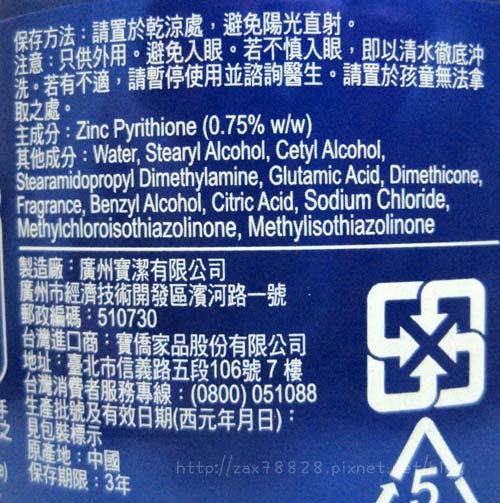 保存方法：請置於乾涼處，避免陽光直射。
注意：只供外用。避免入眼。若不慎入眼，即以清水徹底沖
洗。若有不適，請暫停使用並諮詢醫生。請置於孩童無法拿
取之處。
主成分：Zinc Pyrithione (0.75% w/w)
其他成分：Water, Stearyl Alcohol, Cetyl Alcohol,
Stearamidopropyl Dimethylamine, Glutamic Acid, Dimethicone,
Fragrance, Benzyl Alcohol, Citric Acid, Sodium Chloride,
Methylchloroisothiazolinone, Methylisothiazolinone
製造廠：廣州寶潔有限公司
廣州市經濟技術開發區濱河路一號
郵政編碼：510730
台灣進口商：寶僑家品股份有限公司
地址：臺北市信義路五段106號7樓
台灣消費者服務專線：(0800) 051088
生產批號及有效日期(西元年月日)：
見包裝標示
原產地：中國
保存期限：3年
5